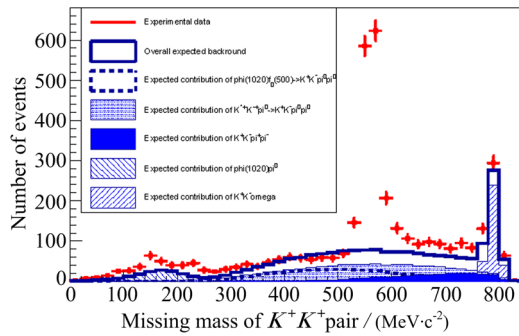 600
500
400
300
200
100
0
Number of events
Experimental data
Overall expected backround
Expected contribution of phi(1020)f₀(500)->K⁺K⁻pi⁰pi⁰
Expected contribution of K*⁺K*⁻pi⁰->K⁺K⁻pi⁰pi⁰
Expected contribution of K⁺K⁻pi⁺pi⁻
Expected contribution of phi(1020)pi⁰
Expected contribution of K⁺K⁻omega
0 100 200 300 400 500 600 700 800
Missing mass of K⁺K⁺pair / (MeV·c⁻²)